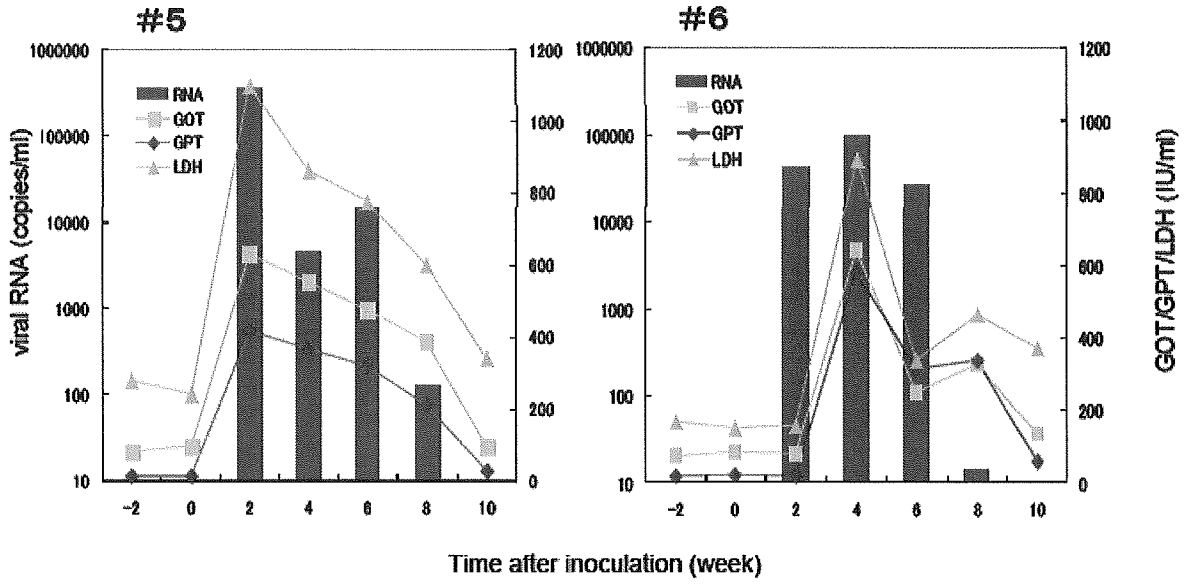 #5
#6
viral RNA (copies/ml)
1000000
100000
10000
1000
100
10
RNA
GOT
GPT
LDH
1200
1000
800
600
400
200
0
-2 0 2 4 6 8 10
1000000
100000
10000
1000
100
10
RNA
GOT
GPT
LDH
1200
1000
800
600
400
200
0
-2 0 2 4 6 8 10
GOT/GPT/LDH (IU/ml)
Time after inoculation (week)